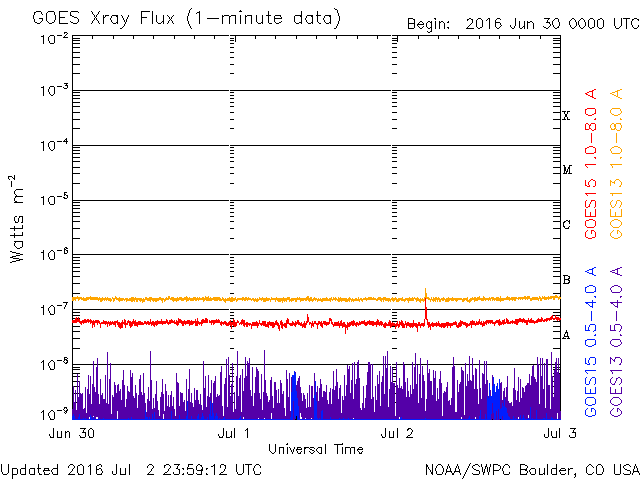 GOES Xray Flux (1-minute data)
Begin: 2016 Jun 30 0000 UTC
Watts m⁻²
10⁻²
10⁻³
10⁻⁴
10⁻⁵
10⁻⁶
10⁻⁷
10⁻⁸
10⁻⁹
X
M
C
B
A
GOES15 1.0-8.0 A
GOES13 1.0-8.0 A
GOES15 0.5-4.0 A
GOES13 0.5-4.0 A
Jun 30
Jul 1
Jul 2
Jul 3
Universal Time
Updated 2016 Jul 2 23:59:12 UTC
NOAA/SWPC Boulder, CO USA